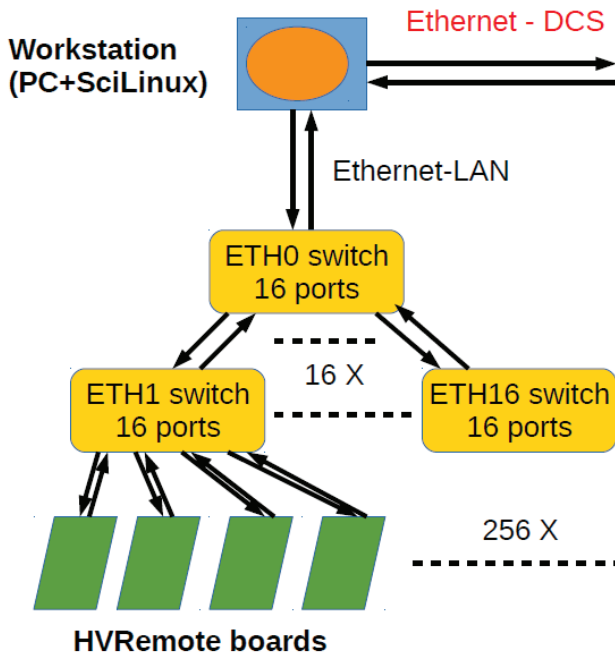 Ethernet - DCS
Workstation
(PC+SciLinux)
Ethernet-LAN
ETH0 switch
16 ports
16 X
ETH1 switch
16 ports
ETH16 switch
16 ports
256 X
HVRemote boards